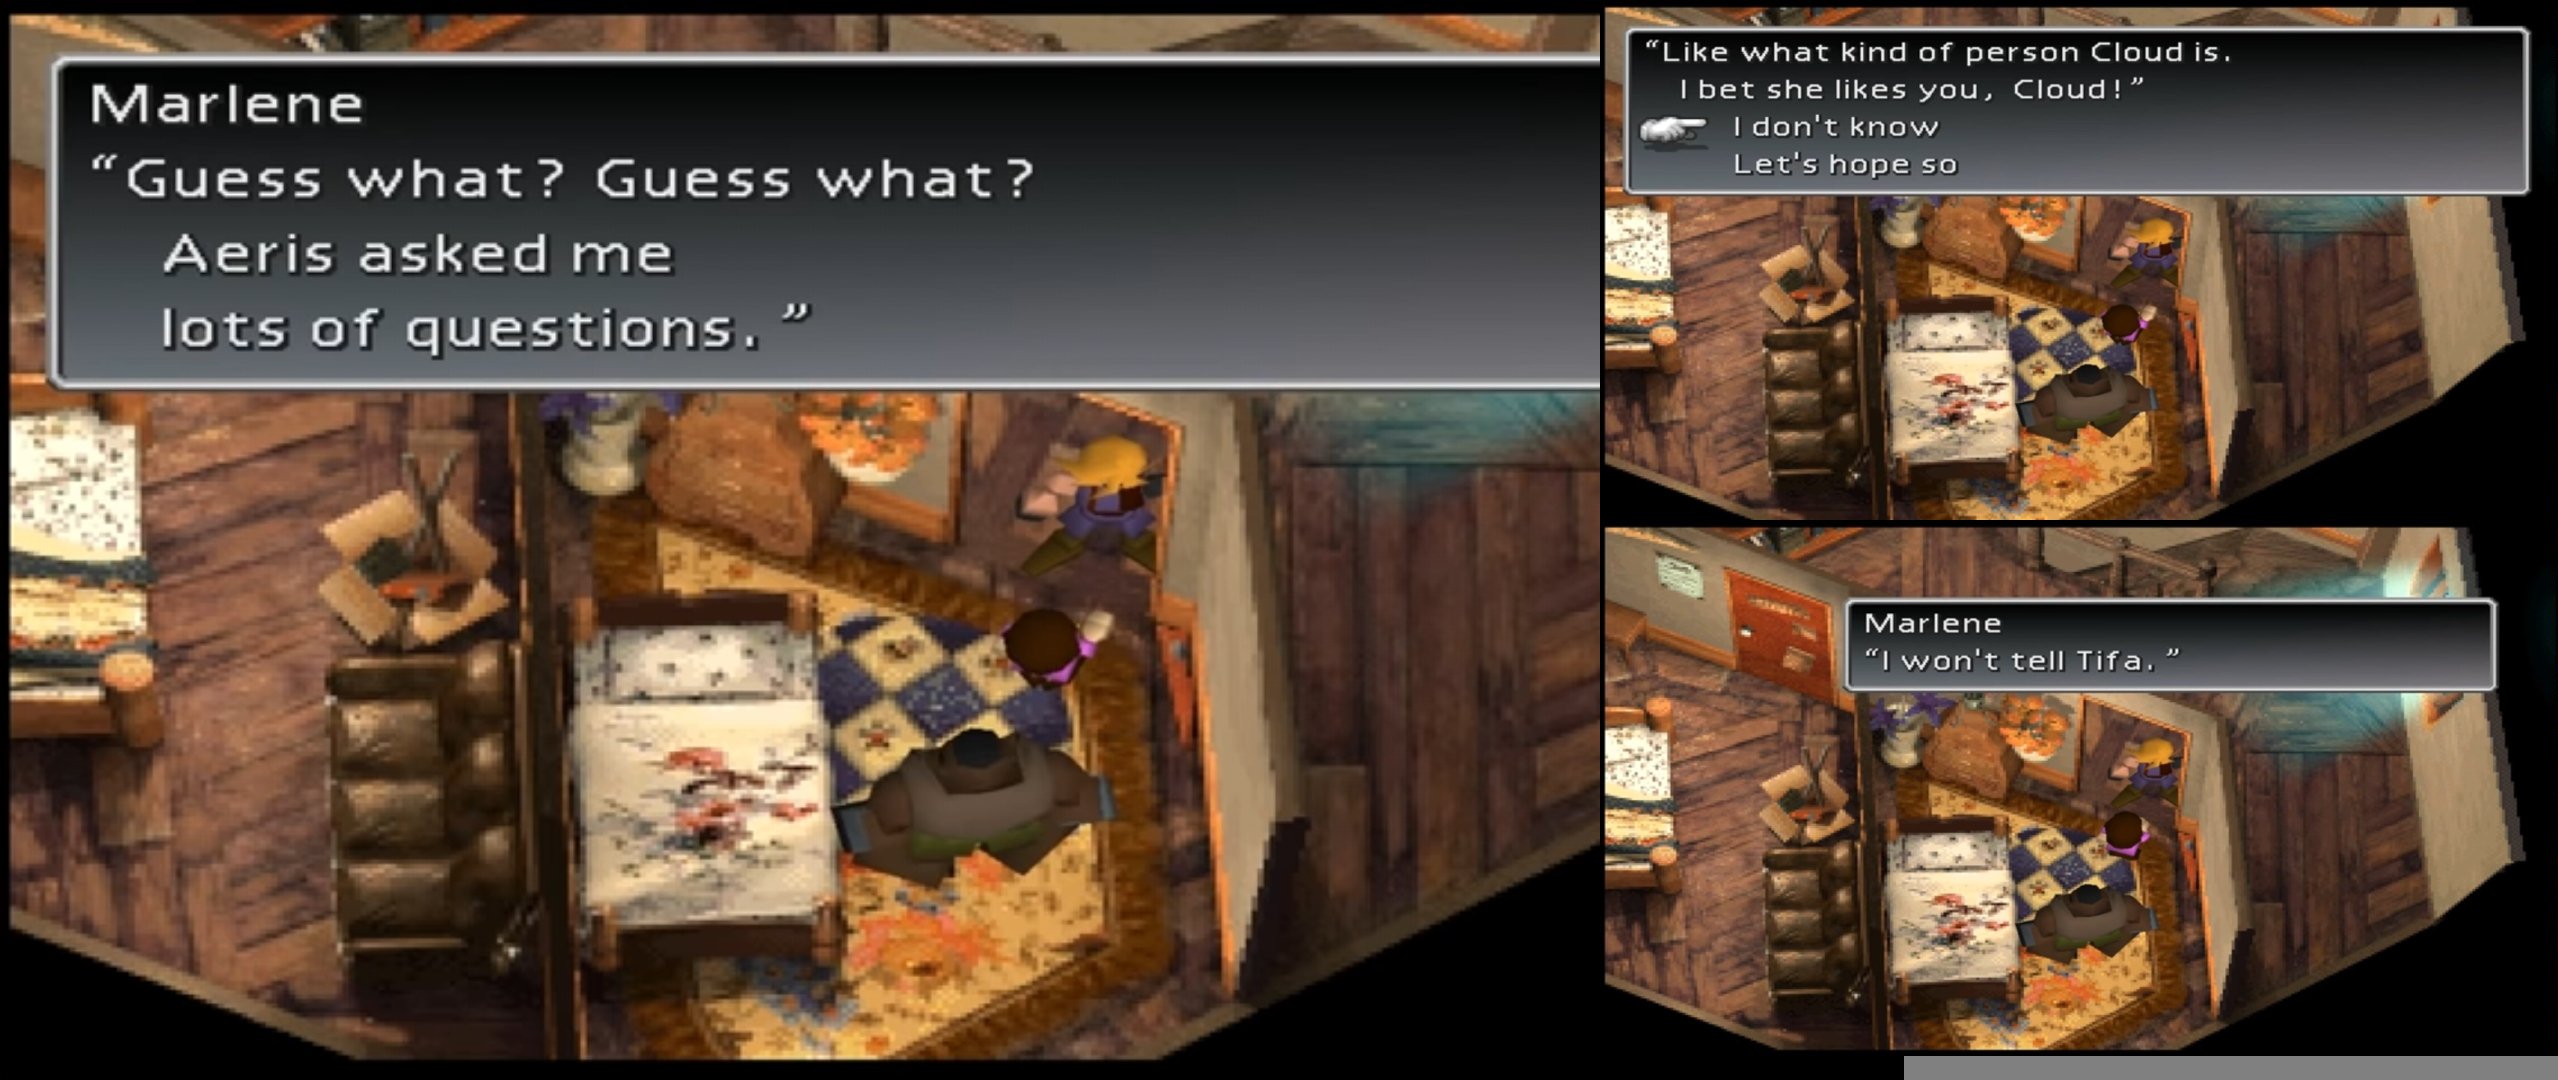 Marlene
“Guess what? Guess what?
Aeris asked me
lots of questions.”
“Like what kind of person Cloud is.
I bet she likes you, Cloud!”
I don't know
Let's hope so
Marlene
“I won't tell Tifa.”